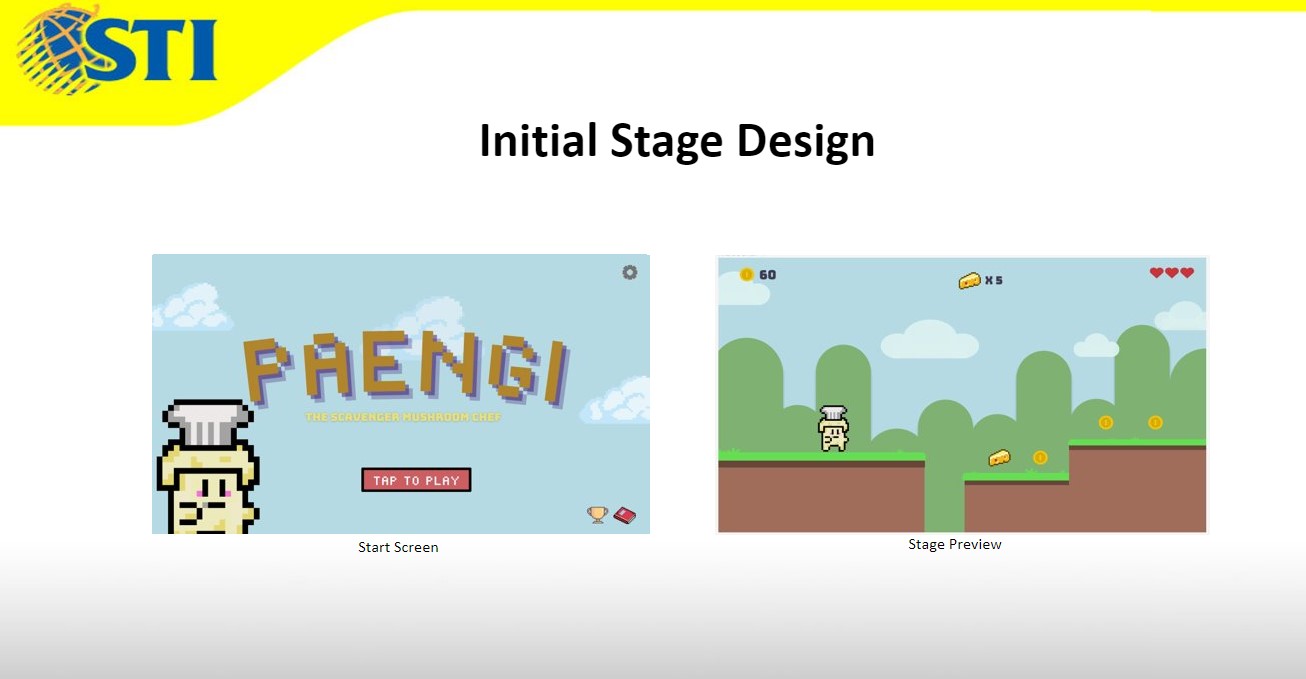 STI
Initial Stage Design
PAENGI
THE SCAVENGER MUSHROOM CHEF
TAP TO PLAY
Start Screen
60
X 5
Stage Preview